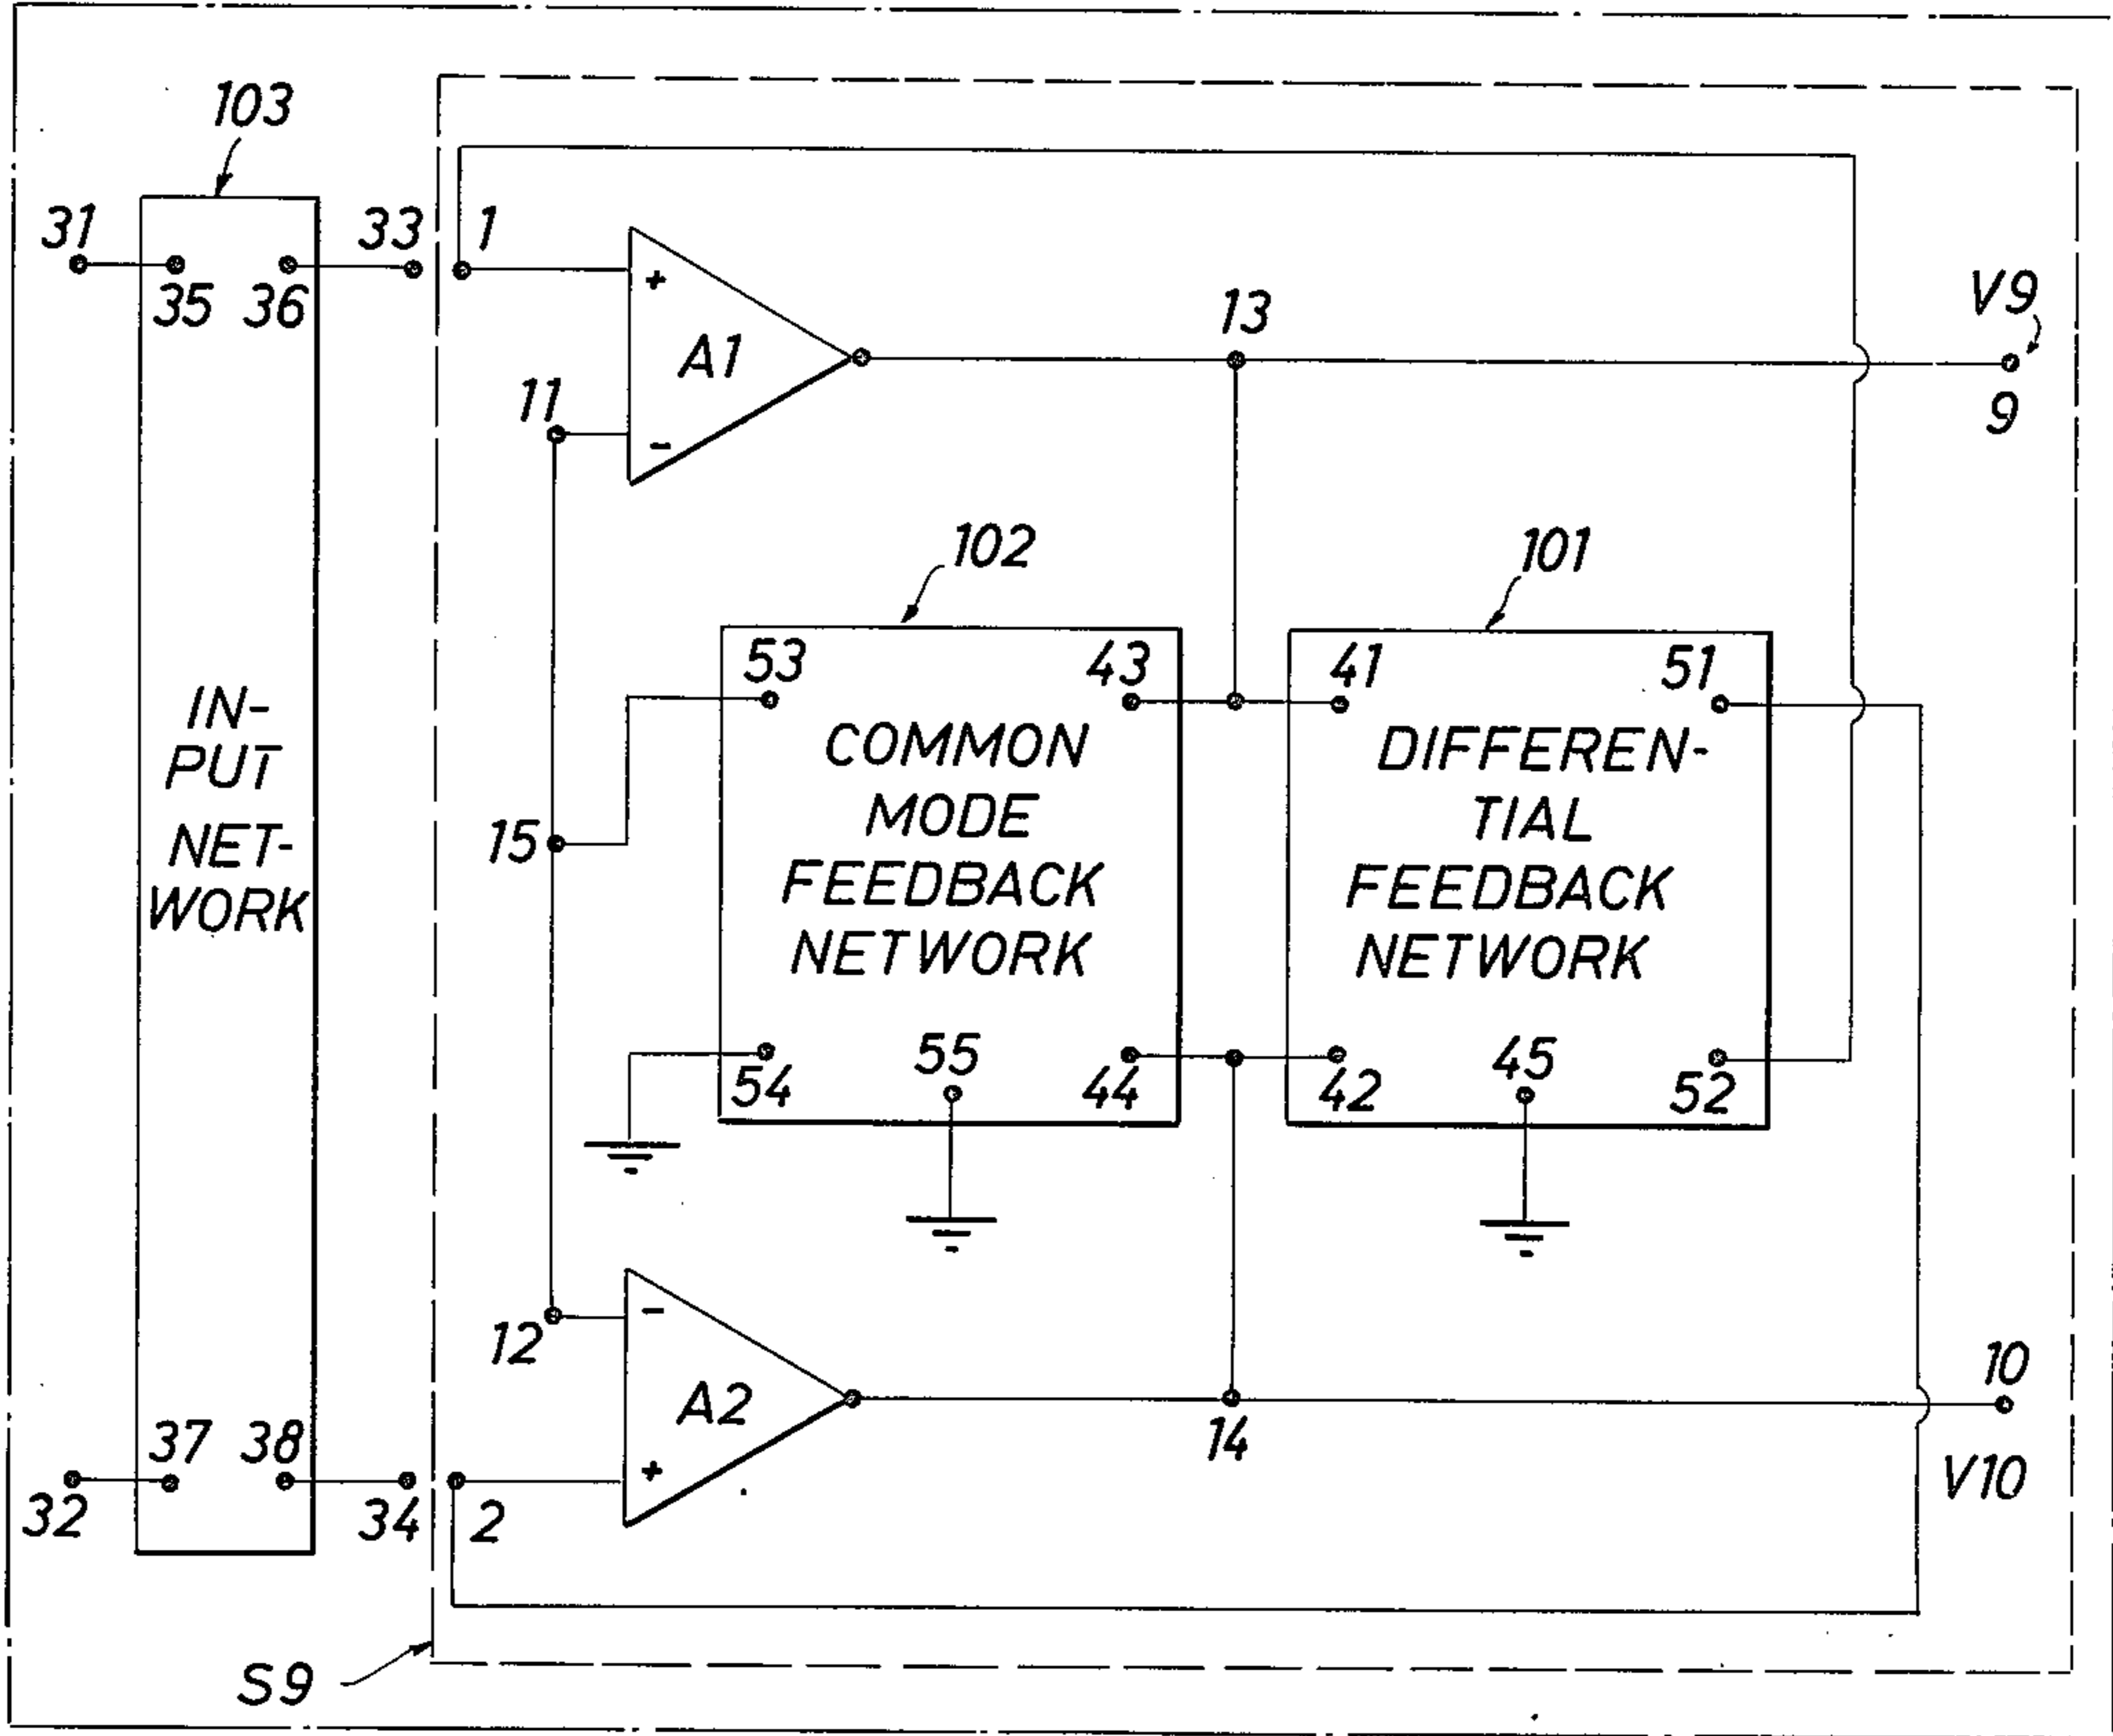 103
31
33
1
35
36
+
A1
13
V9
9
11
-
102
101
53
43
41
51
IN-
PUT
NET-
WORK
COMMON
MODE
FEEDBACK
NETWORK
DIFFEREN-
TIAL
FEEDBACK
NETWORK
15
54
55
44
42
45
52
12
-
A2
+
14
10
V10
37
38
32
34
2
S9